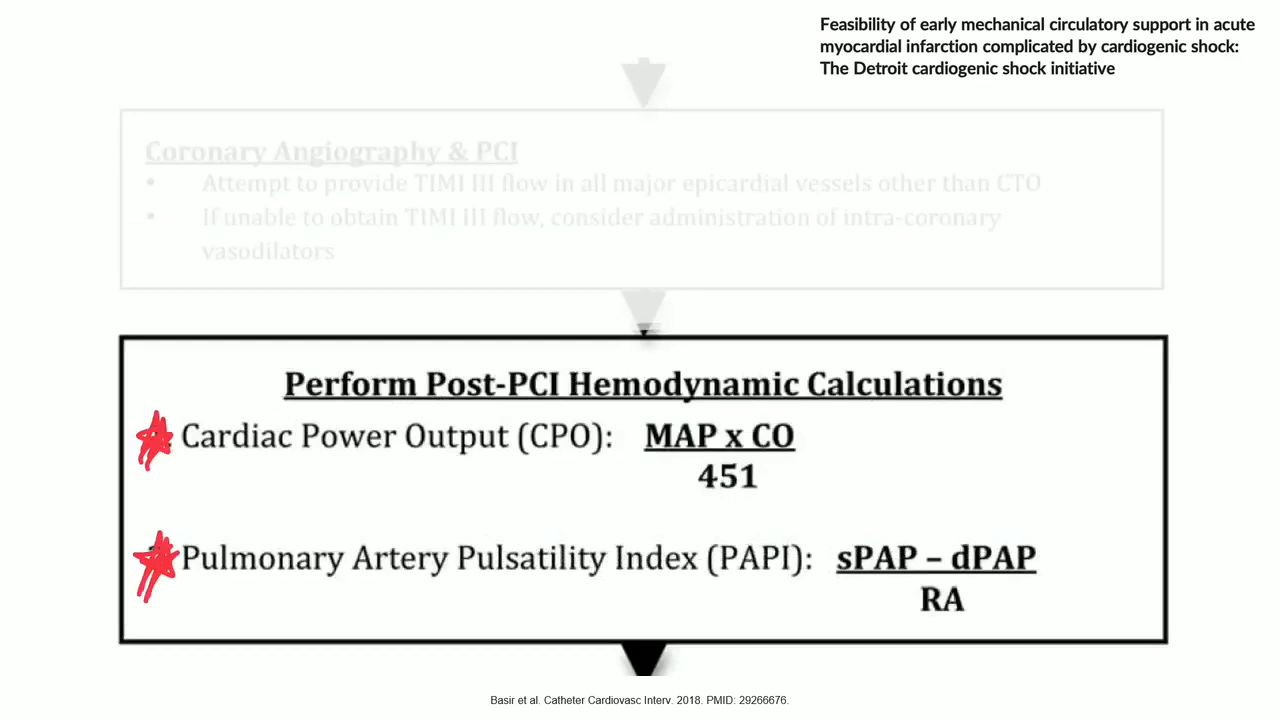 Feasibility of early mechanical circulatory support in acute
myocardial infarction complicated by cardiogenic shock:
The Detroit cardiogenic shock initiative
Coronary Angiography & PCI
• Attempt to provide TIMI III flow in all major epicardial vessels other than CTO
• If unable to obtain TIMI III flow, consider administration of intra-coronary
vasodilators
Perform Post-PCI Hemodynamic Calculations
Cardiac Power Output (CPO): MAP x CO
451
Pulmonary Artery Pulsatility Index (PAPI): sPAP – dPAP
RA
Basir et al. Catheter Cardiovasc Interv. 2018. PMID: 29266676.